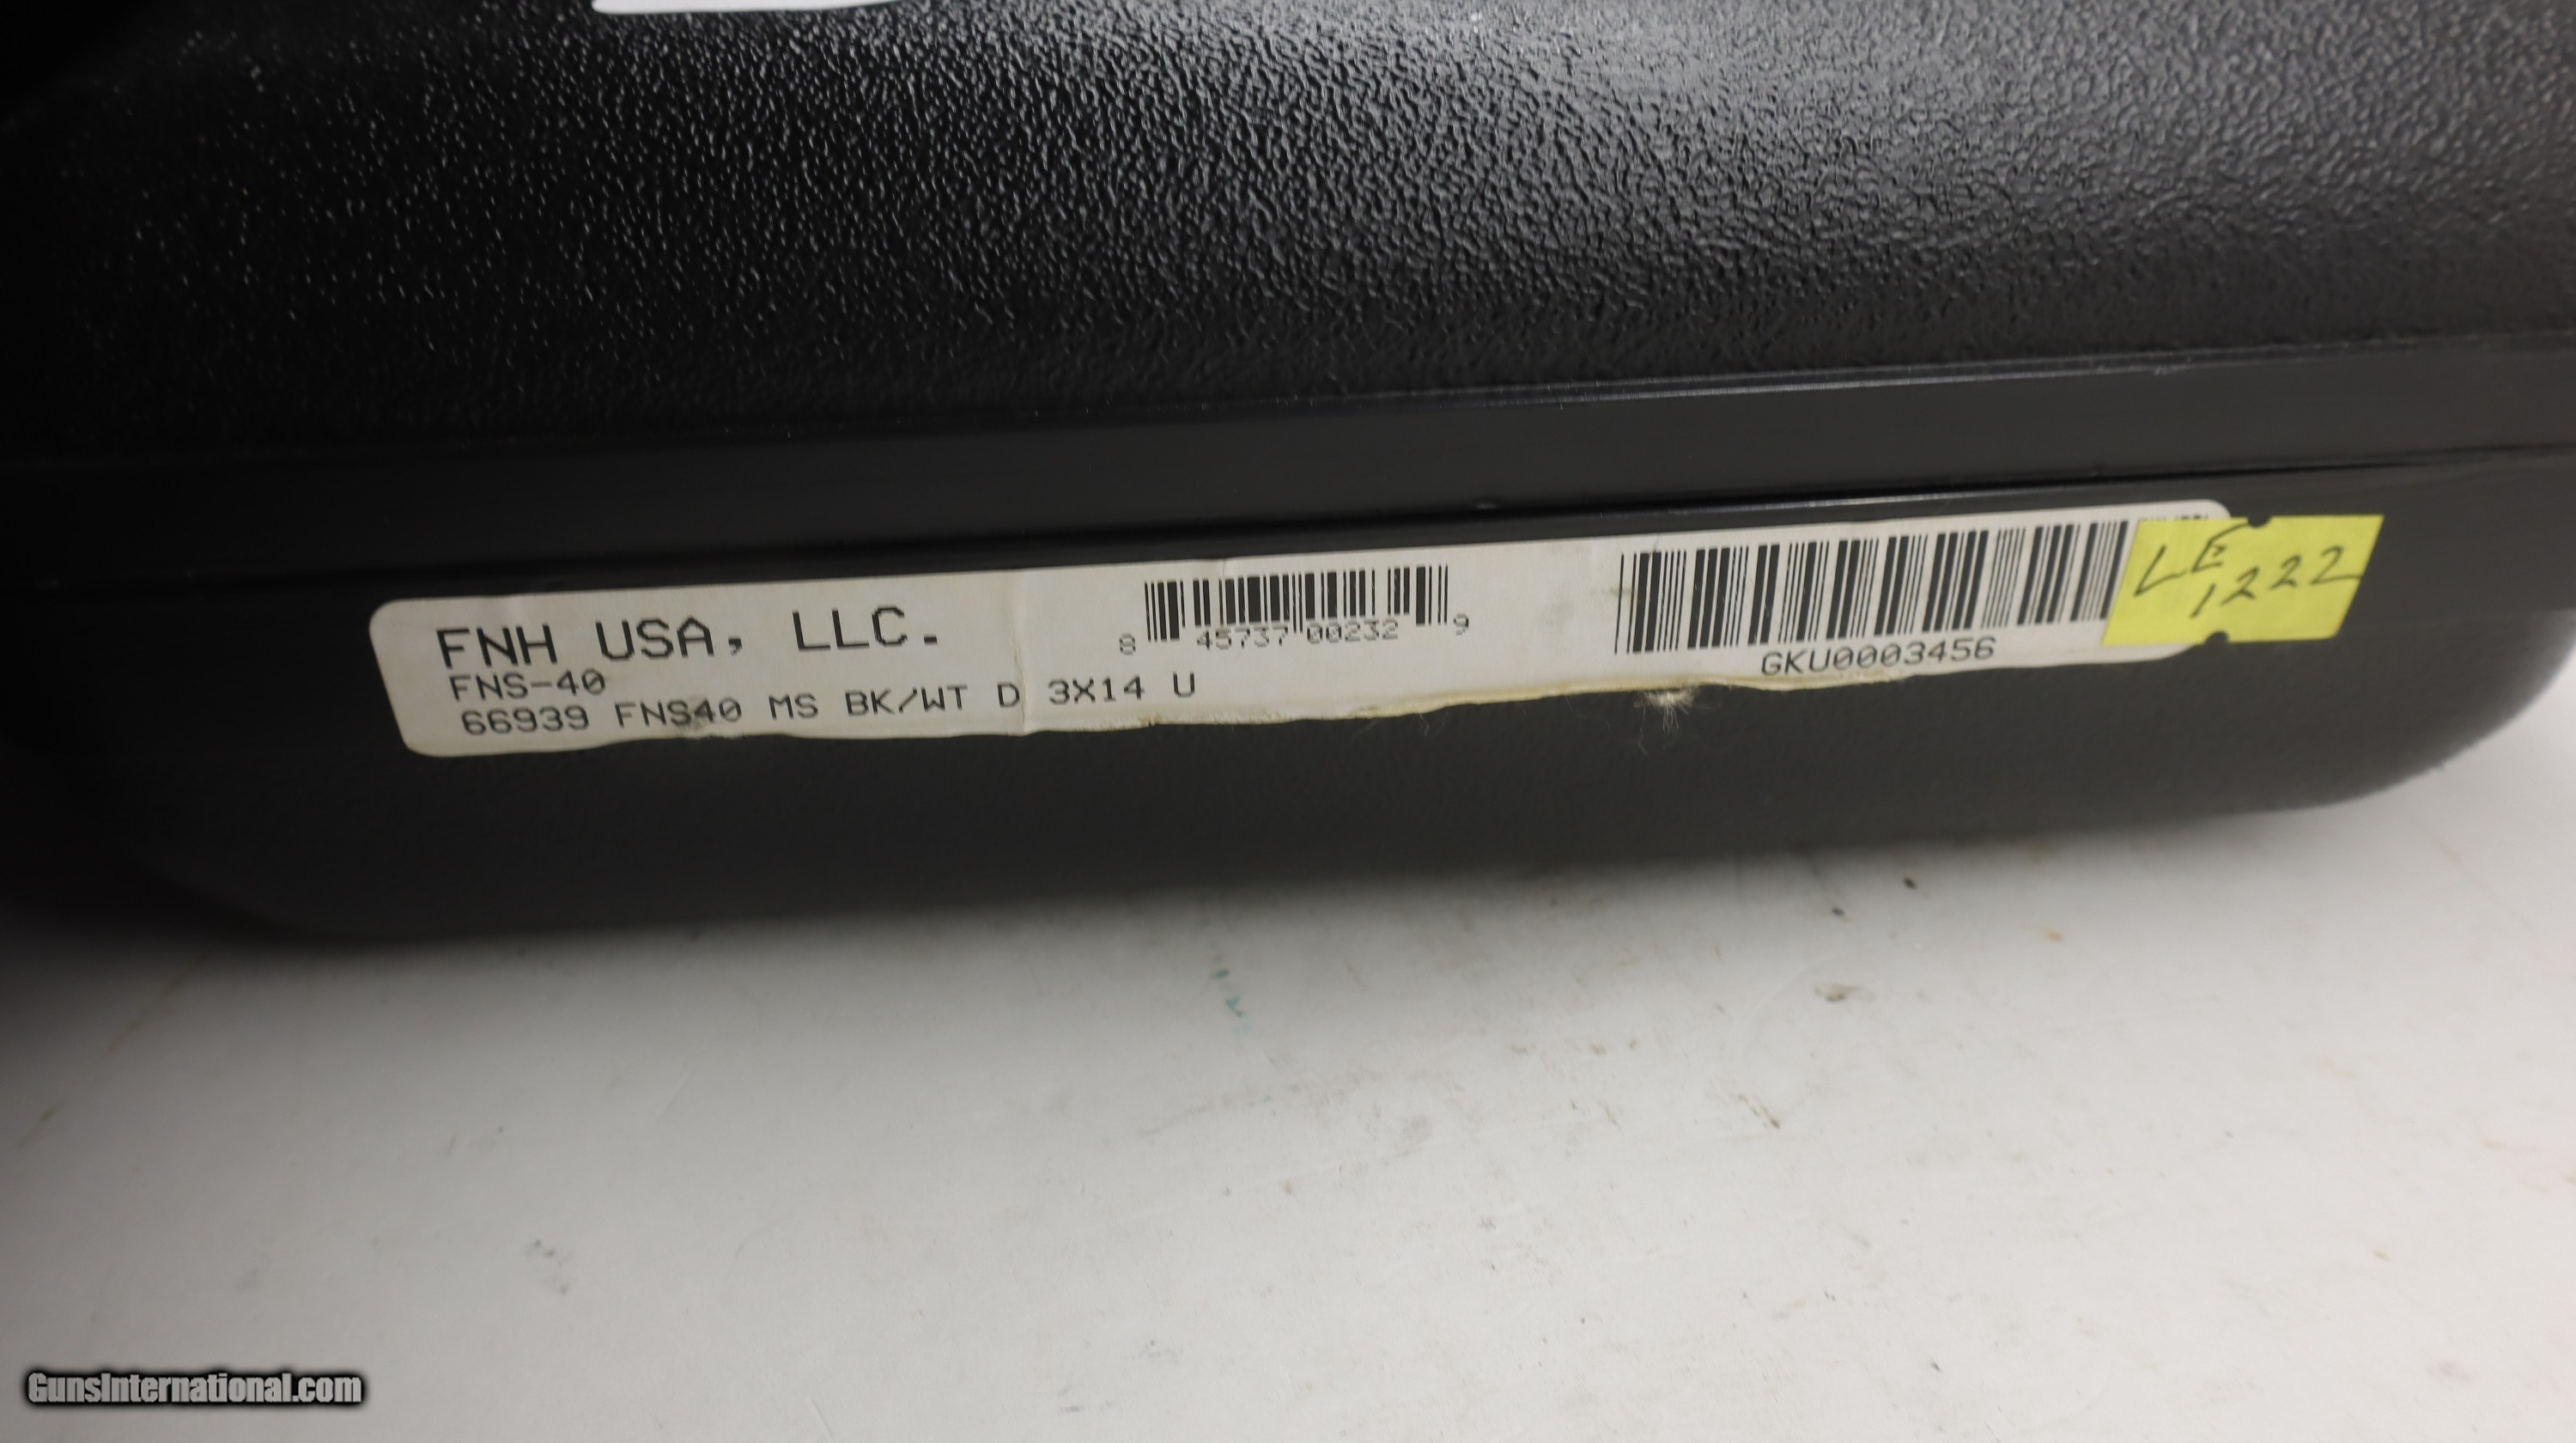 FNH USA, LLC.
FNS-40
66939 FNS40 MS BK/WT D 3X14 U
8 45737 00232 9
GKU0003456
LE
1222
GunsInternational.com